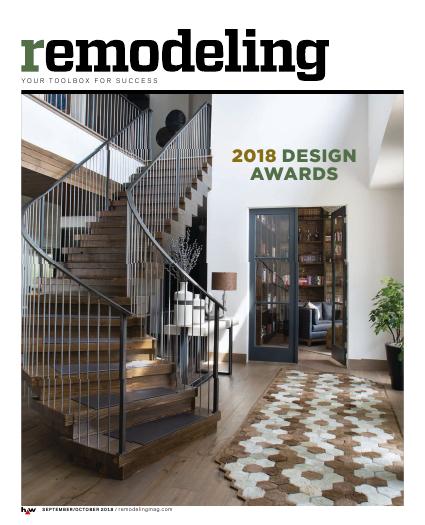 remodeling
YOUR TOOLBOX FOR SUCCESS
2018 DESIGN
AWARDS
hw SEPTEMBER/OCTOBER 2018 / remodelingmag.com